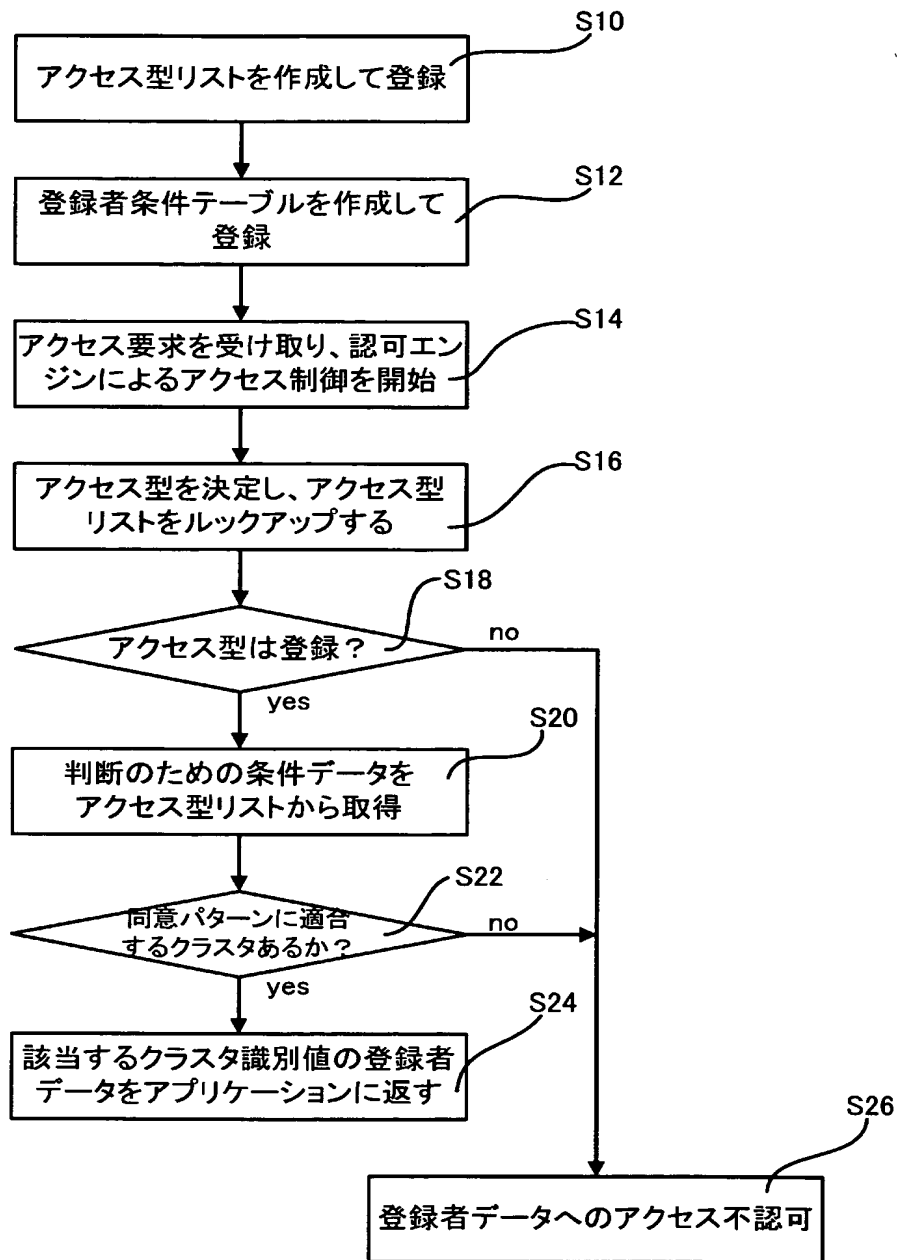 S10
アクセス型リストを作成して登録
S12
登録者条件テーブルを作成して
登録
S14
アクセス要求を受け取り、認可エン
ジンによるアクセス制御を開始
S16
アクセス型を決定し、アクセス型
リストをルックアップする
S18
アクセス型は登録？
no
yes
S20
判断のための条件データを
アクセス型リストから取得
S22
同意パターンに適合
するクラスタあるか？
no
yes
S24
該当するクラスタ識別値の登録者
データをアプリケーションに返す
S26
登録者データへのアクセス不認可